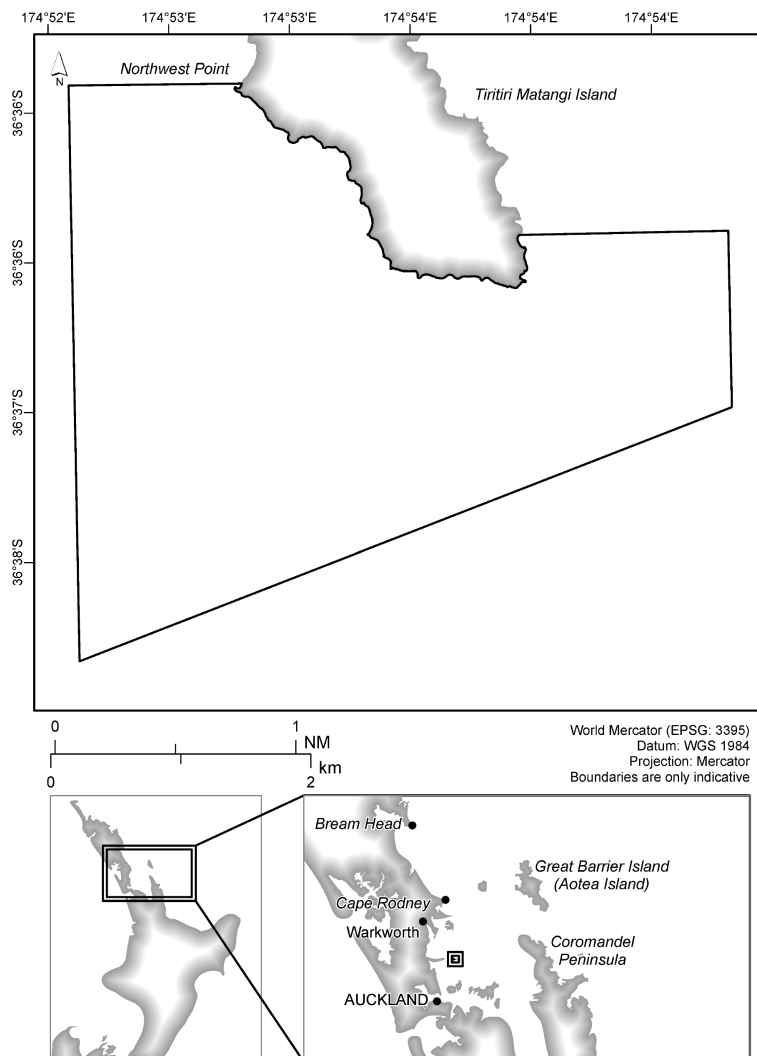 174°52'E 174°53'E 174°53'E 174°54'E 174°54'E 174°54'E
N
Northwest Point
Tiritiri Matangi Island
36°36'S
36°36'S
36°37'S
36°38'S
0 1
NM
km
0 2
World Mercator (EPSG: 3395)
Datum: WGS 1984
Projection: Mercator
Boundaries are only indicative
Bream Head
Great Barrier Island
(Aotea Island)
Cape Rodney
Warkworth
Coromandel
Peninsula
AUCKLAND